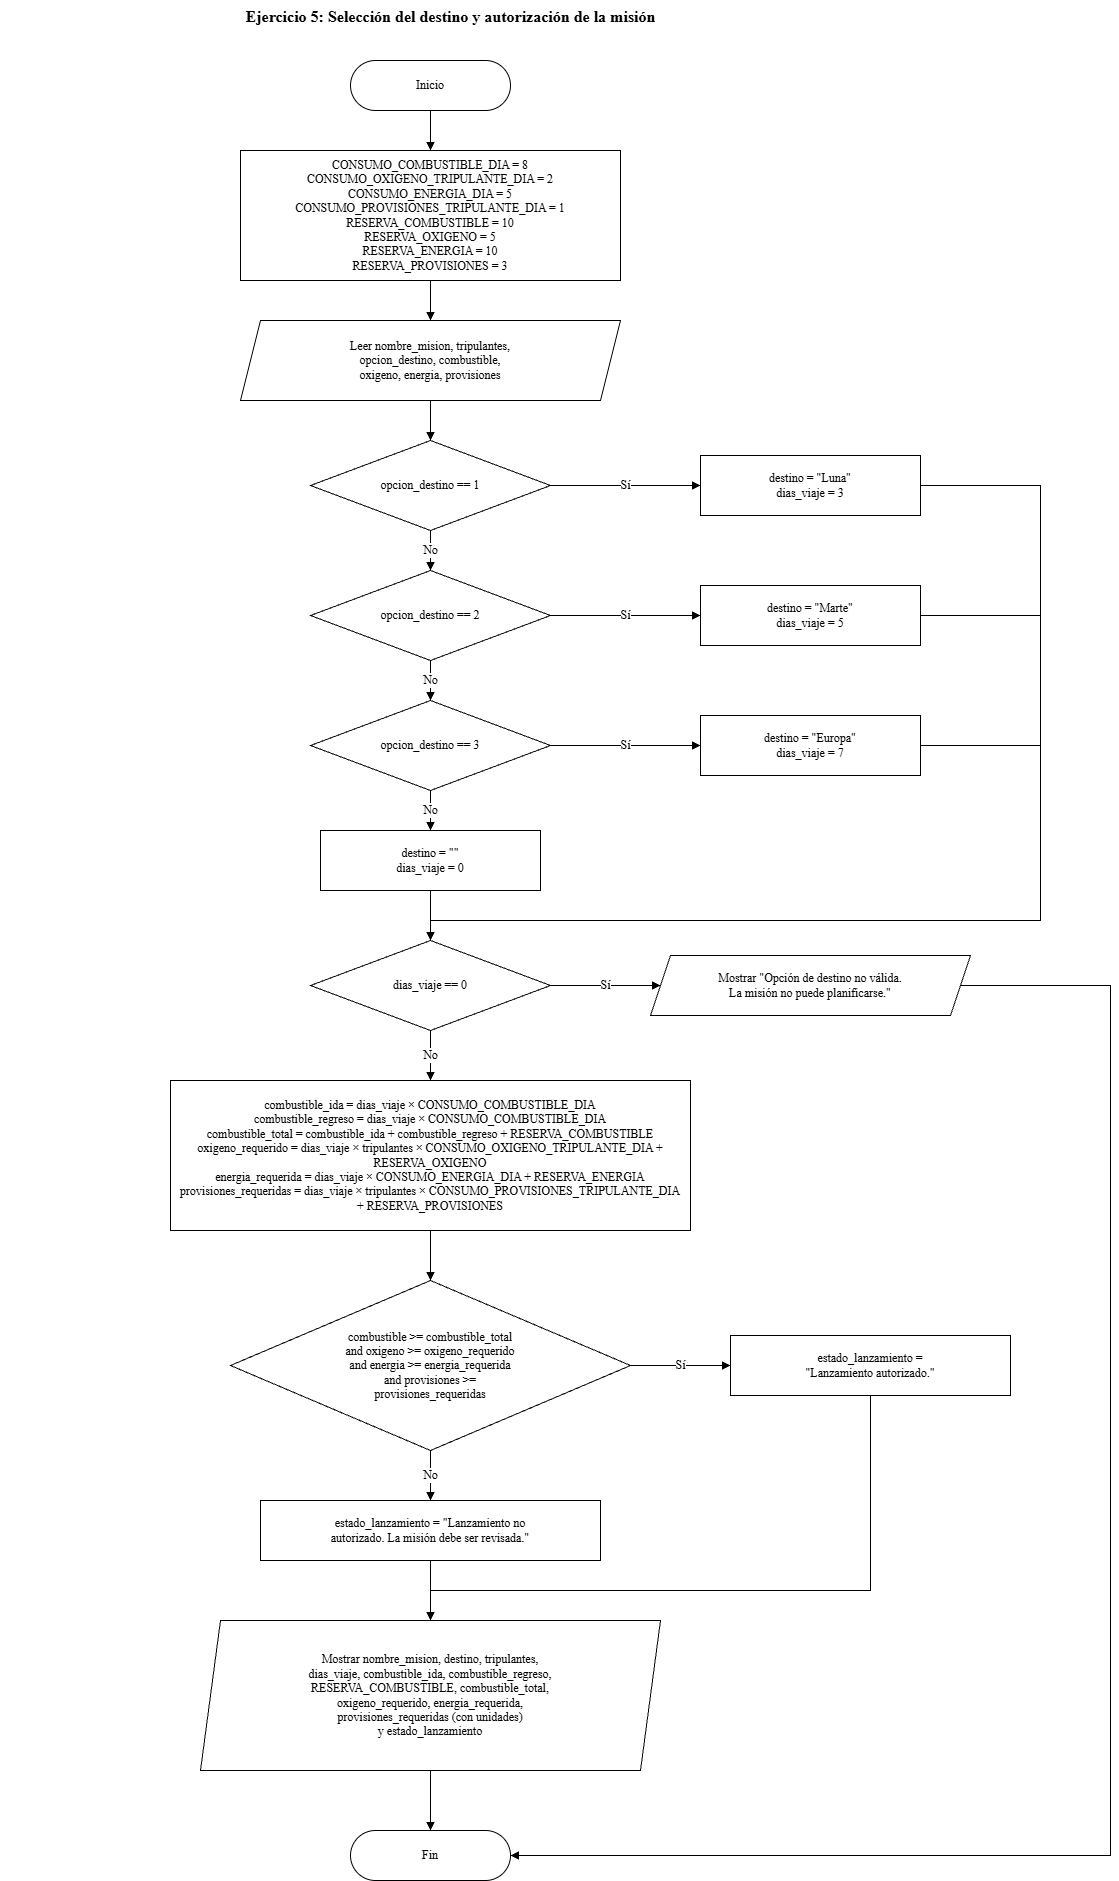 Ejercicio 5: Selección del destino y autorización de la misión
Inicio
CONSUMO_COMBUSTIBLE_DIA = 8
CONSUMO_OXIGENO_TRIPULANTE_DIA = 2
CONSUMO_ENERGIA_DIA = 5
CONSUMO_PROVISIONES_TRIPULANTE_DIA = 1
RESERVA_COMBUSTIBLE = 10
RESERVA_OXIGENO = 5
RESERVA_ENERGIA = 10
RESERVA_PROVISIONES = 3
Leer nombre_mision, tripulantes,
opcion_destino, combustible,
oxigeno, energia, provisiones
opcion_destino == 1
Sí
destino = "Luna"
dias_viaje = 3
No
opcion_destino == 2
Sí
destino = "Marte"
dias_viaje = 5
No
opcion_destino == 3
Sí
destino = "Europa"
dias_viaje = 7
No
destino = ""
dias_viaje = 0
dias_viaje == 0
Sí
Mostrar "Opción de destino no válida.
La misión no puede planificarse."
No
combustible_ida = dias_viaje × CONSUMO_COMBUSTIBLE_DIA
combustible_regreso = dias_viaje × CONSUMO_COMBUSTIBLE_DIA
combustible_total = combustible_ida + combustible_regreso + RESERVA_COMBUSTIBLE
oxigeno_requerido = dias_viaje × tripulantes × CONSUMO_OXIGENO_TRIPULANTE_DIA +
RESERVA_OXIGENO
energia_requerida = dias_viaje × CONSUMO_ENERGIA_DIA + RESERVA_ENERGIA
provisiones_requeridas = dias_viaje × tripulantes × CONSUMO_PROVISIONES_TRIPULANTE_DIA
+ RESERVA_PROVISIONES
combustible >= combustible_total
and oxigeno >= oxigeno_requerido
and energia >= energia_requerida
and provisiones >=
provisiones_requeridas
Sí
estado_lanzamiento =
"Lanzamiento autorizado."
No
estado_lanzamiento = "Lanzamiento no
autorizado. La misión debe ser revisada."
Mostrar nombre_mision, destino, tripulantes,
dias_viaje, combustible_ida, combustible_regreso,
RESERVA_COMBUSTIBLE, combustible_total,
oxigeno_requerido, energia_requerida,
provisiones_requeridas (con unidades)
y estado_lanzamiento
Fin